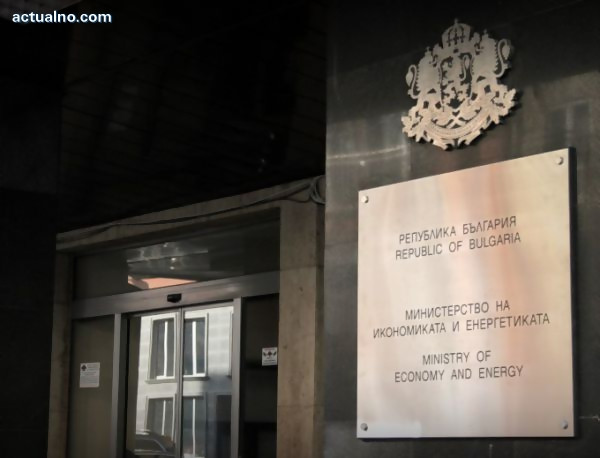 actualno.com
РЕПУБЛИКА БЪЛГАРИЯ
REPUBLIC OF BULGARIA
МИНИСТЕРСТВО НА
ИКОНОМИКАТА И ЕНЕРГЕТИКАТА
MINISTRY OF
ECONOMY AND ENERGY